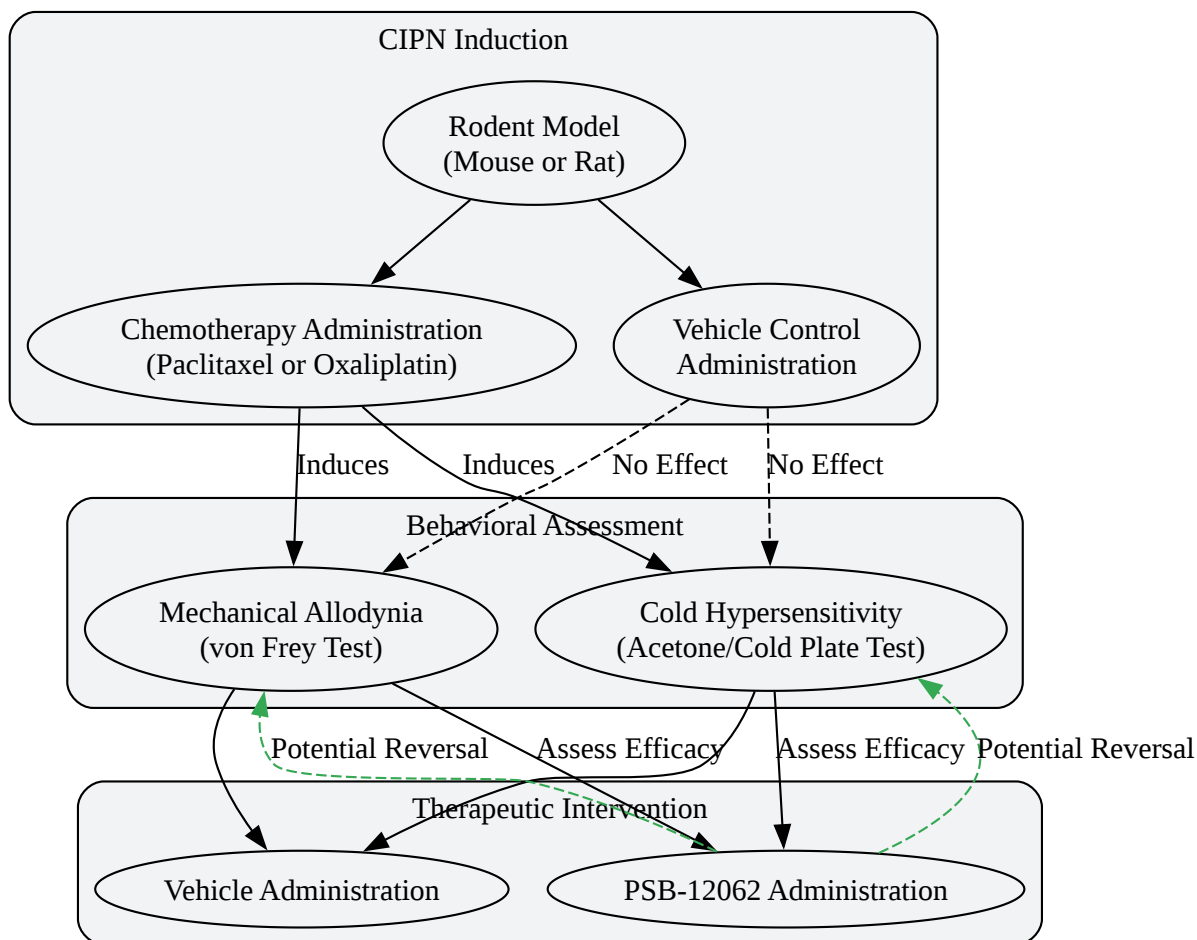 CIPN Induction
Rodent Model
(Mouse or Rat)
Chemotherapy Administration
(Paclitaxel or Oxaliplatin)
Vehicle Control
Administration
Induces
Induces
No Effect
No Effect
Behavioral Assessment
Mechanical Allodynia
(von Frey Test)
Cold Hypersensitivity
(Acetone/Cold Plate Test)
Potential Reversal
Assess Efficacy
Assess Efficacy
Potential Reversal
Therapeutic Intervention
Vehicle Administration
PSB-12062 Administration